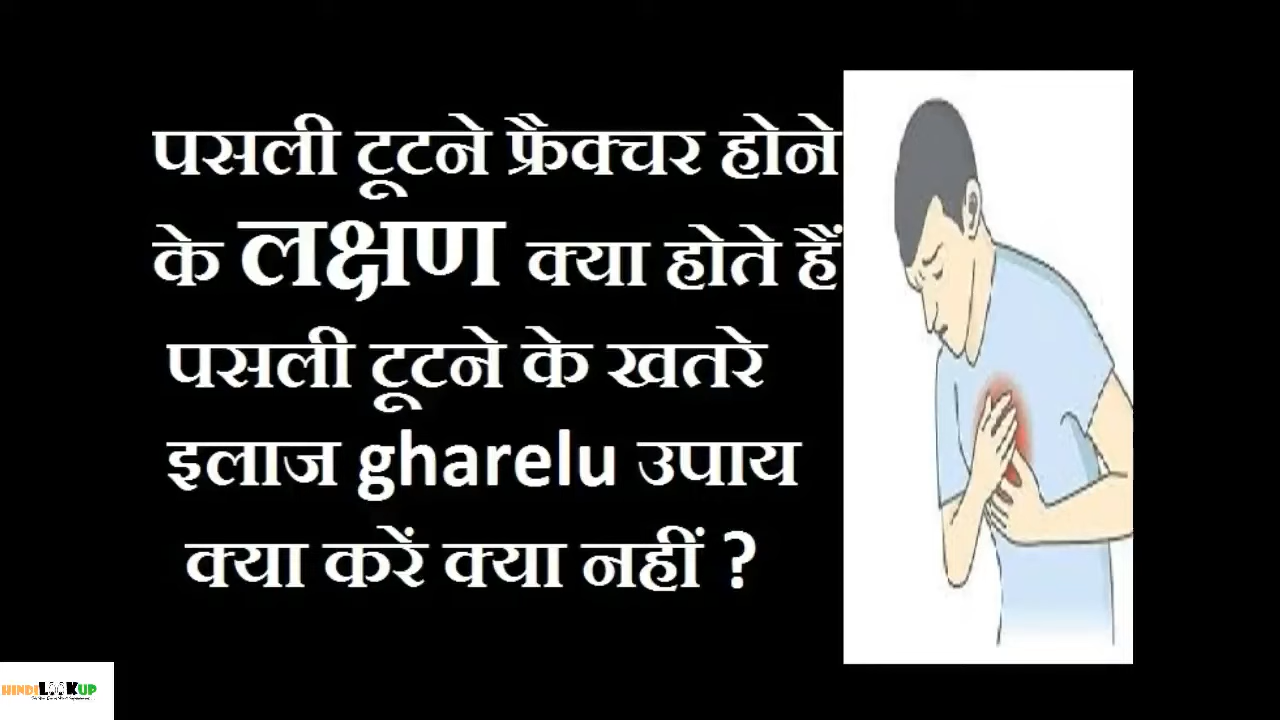 पसली टूटने फ्रैक्चर होने
के लक्षण क्या होते हैं
पसली टूटने के खतरे
इलाज gharelu उपाय
क्या करें क्या नहीं ?
HINDILOOKUP